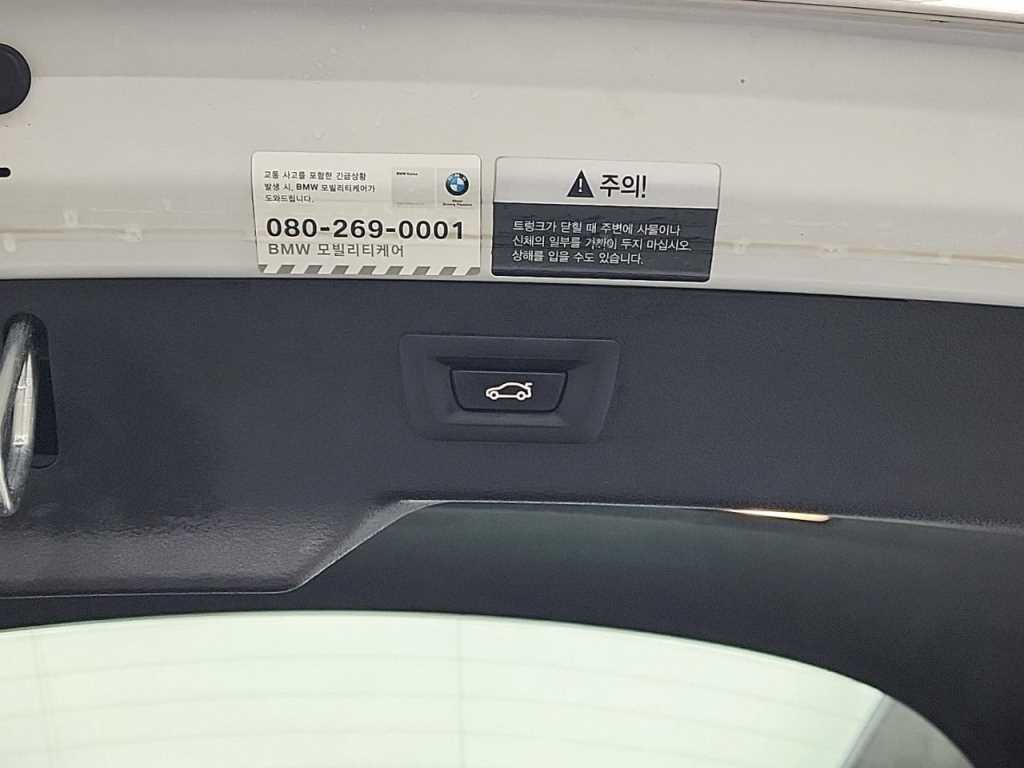 교통 사고를 포함한 긴급상황
발생 시, BMW 모빌리티케어가
도와드립니다.
080-269-0001
BMW 모빌리티케어
주의!
트렁크가 닫힐 때 주변에 사물이나
신체의 일부를 가까이 두지 마십시오.
상해를 입을 수도 있습니다.